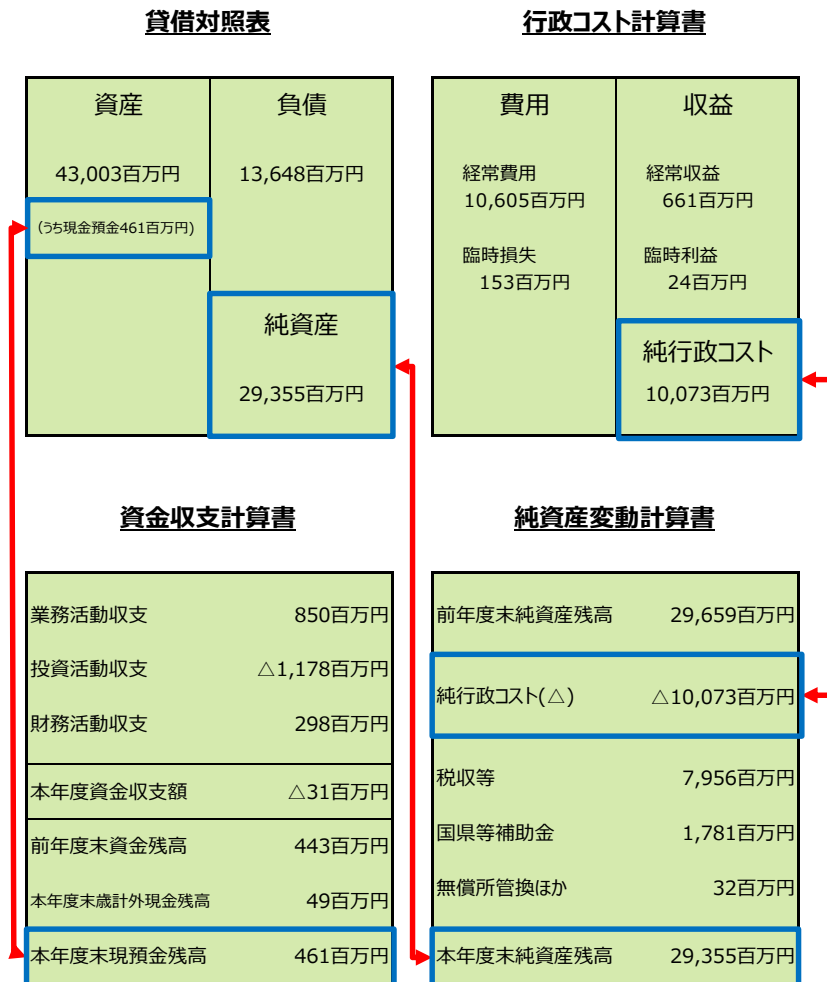 貸借対照表
資産
43,003百万円
(うち現金預金461百万円)
負債
13,648百万円
純資産
29,355百万円
行政コスト計算書
費用
経常費用
10,605百万円
臨時損失
153百万円
収益
経常収益
661百万円
臨時利益
24百万円
純行政コスト
10,073百万円
資金収支計算書
業務活動収支 850百万円
投資活動収支 △1,178百万円
財務活動収支 298百万円
本年度資金収支額 △31百万円
前年度末資金残高 443百万円
本年度末歳計外現金残高 49百万円
本年度末現預金残高 461百万円
純資産変動計算書
前年度末純資産残高 29,659百万円
純行政コスト(△) △10,073百万円
税収等 7,956百万円
国県等補助金 1,781百万円
無償所管換ほか 32百万円
本年度末純資産残高 29,355百万円